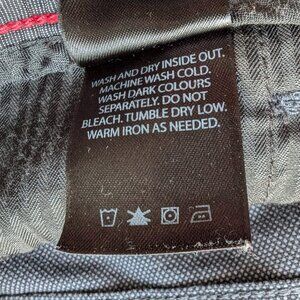 WASH AND DRY INSIDE OUT.
MACHINE WASH COLD.
WASH DARK COLOURS
SEPARATELY. DO NOT
BLEACH. TUMBLE DRY LOW.
WARM IRON AS NEEDED.